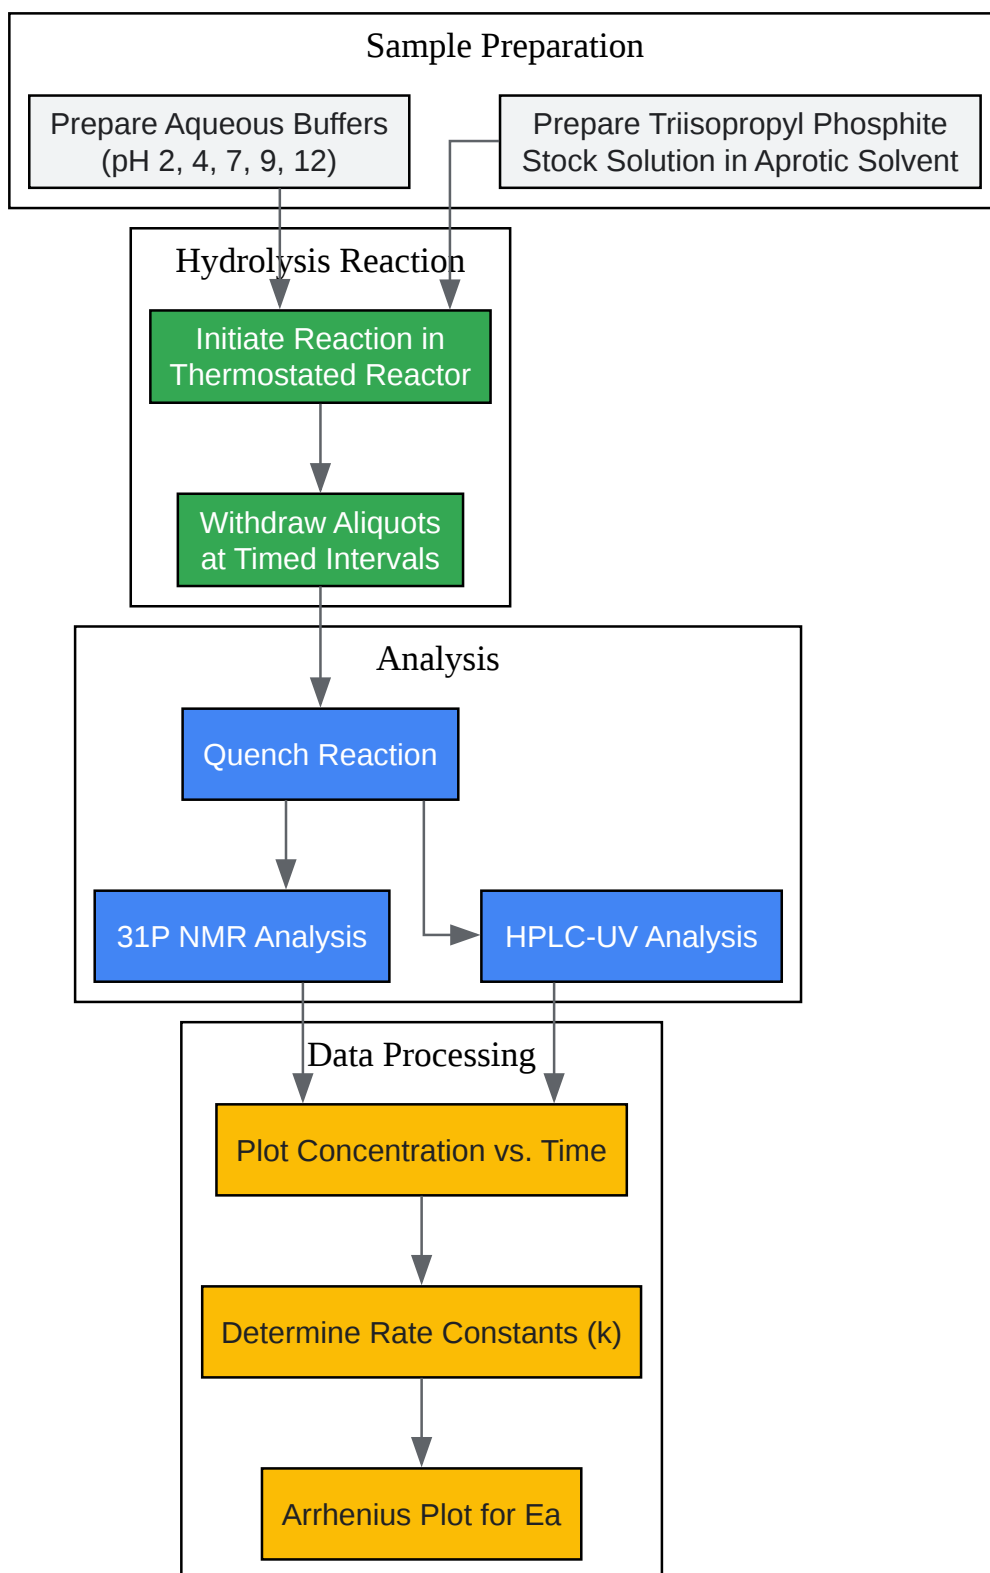 Sample Preparation
Prepare Aqueous Buffers
(pH 2, 4, 7, 9, 12)
Prepare Triisopropyl Phosphite
Stock Solution in Aprotic Solvent
Hydrolysis Reaction
Initiate Reaction in
Thermostated Reactor
Withdraw Aliquots
at Timed Intervals
Analysis
Quench Reaction
31P NMR Analysis
HPLC-UV Analysis
Data Processing
Plot Concentration vs. Time
Determine Rate Constants (k)
Arrhenius Plot for Ea